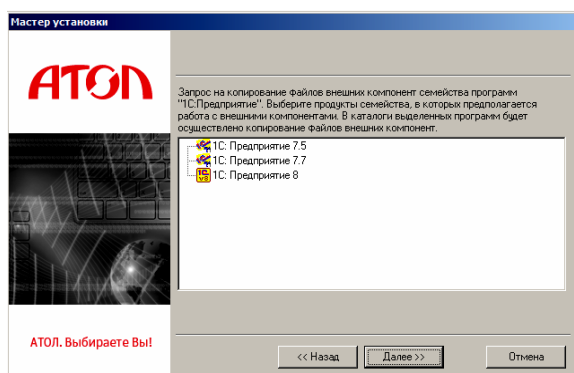 Мастер установки
АТОЛ
Запрос на копирование файлов внешних компонент семейства программ
"1С:Предприятие". Выберите продукты семейства, в которых предполагается
работа с внешними компонентами. В каталоги выделенных программ будет
осуществлено копирование файлов внешних компонент.
1С: Предприятие 7.5
1С: Предприятие 7.7
1С: Предприятие 8
АТОЛ. Выбираете Вы!
<< Назад
Далее >>
Отмена